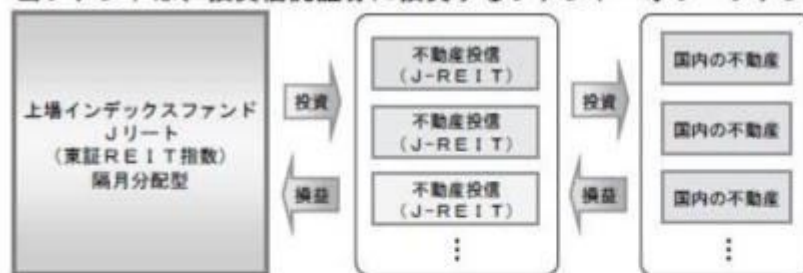 上場インデックスファンド
Jリート
(東証REIT指数)
隔月分配型
投資
損益
不動産投信
(J-REIT)
不動産投信
(J-REIT)
不動産投信
(J-REIT)
⋮
投資
損益
国内の不動産
国内の不動産
国内の不動産
⋮